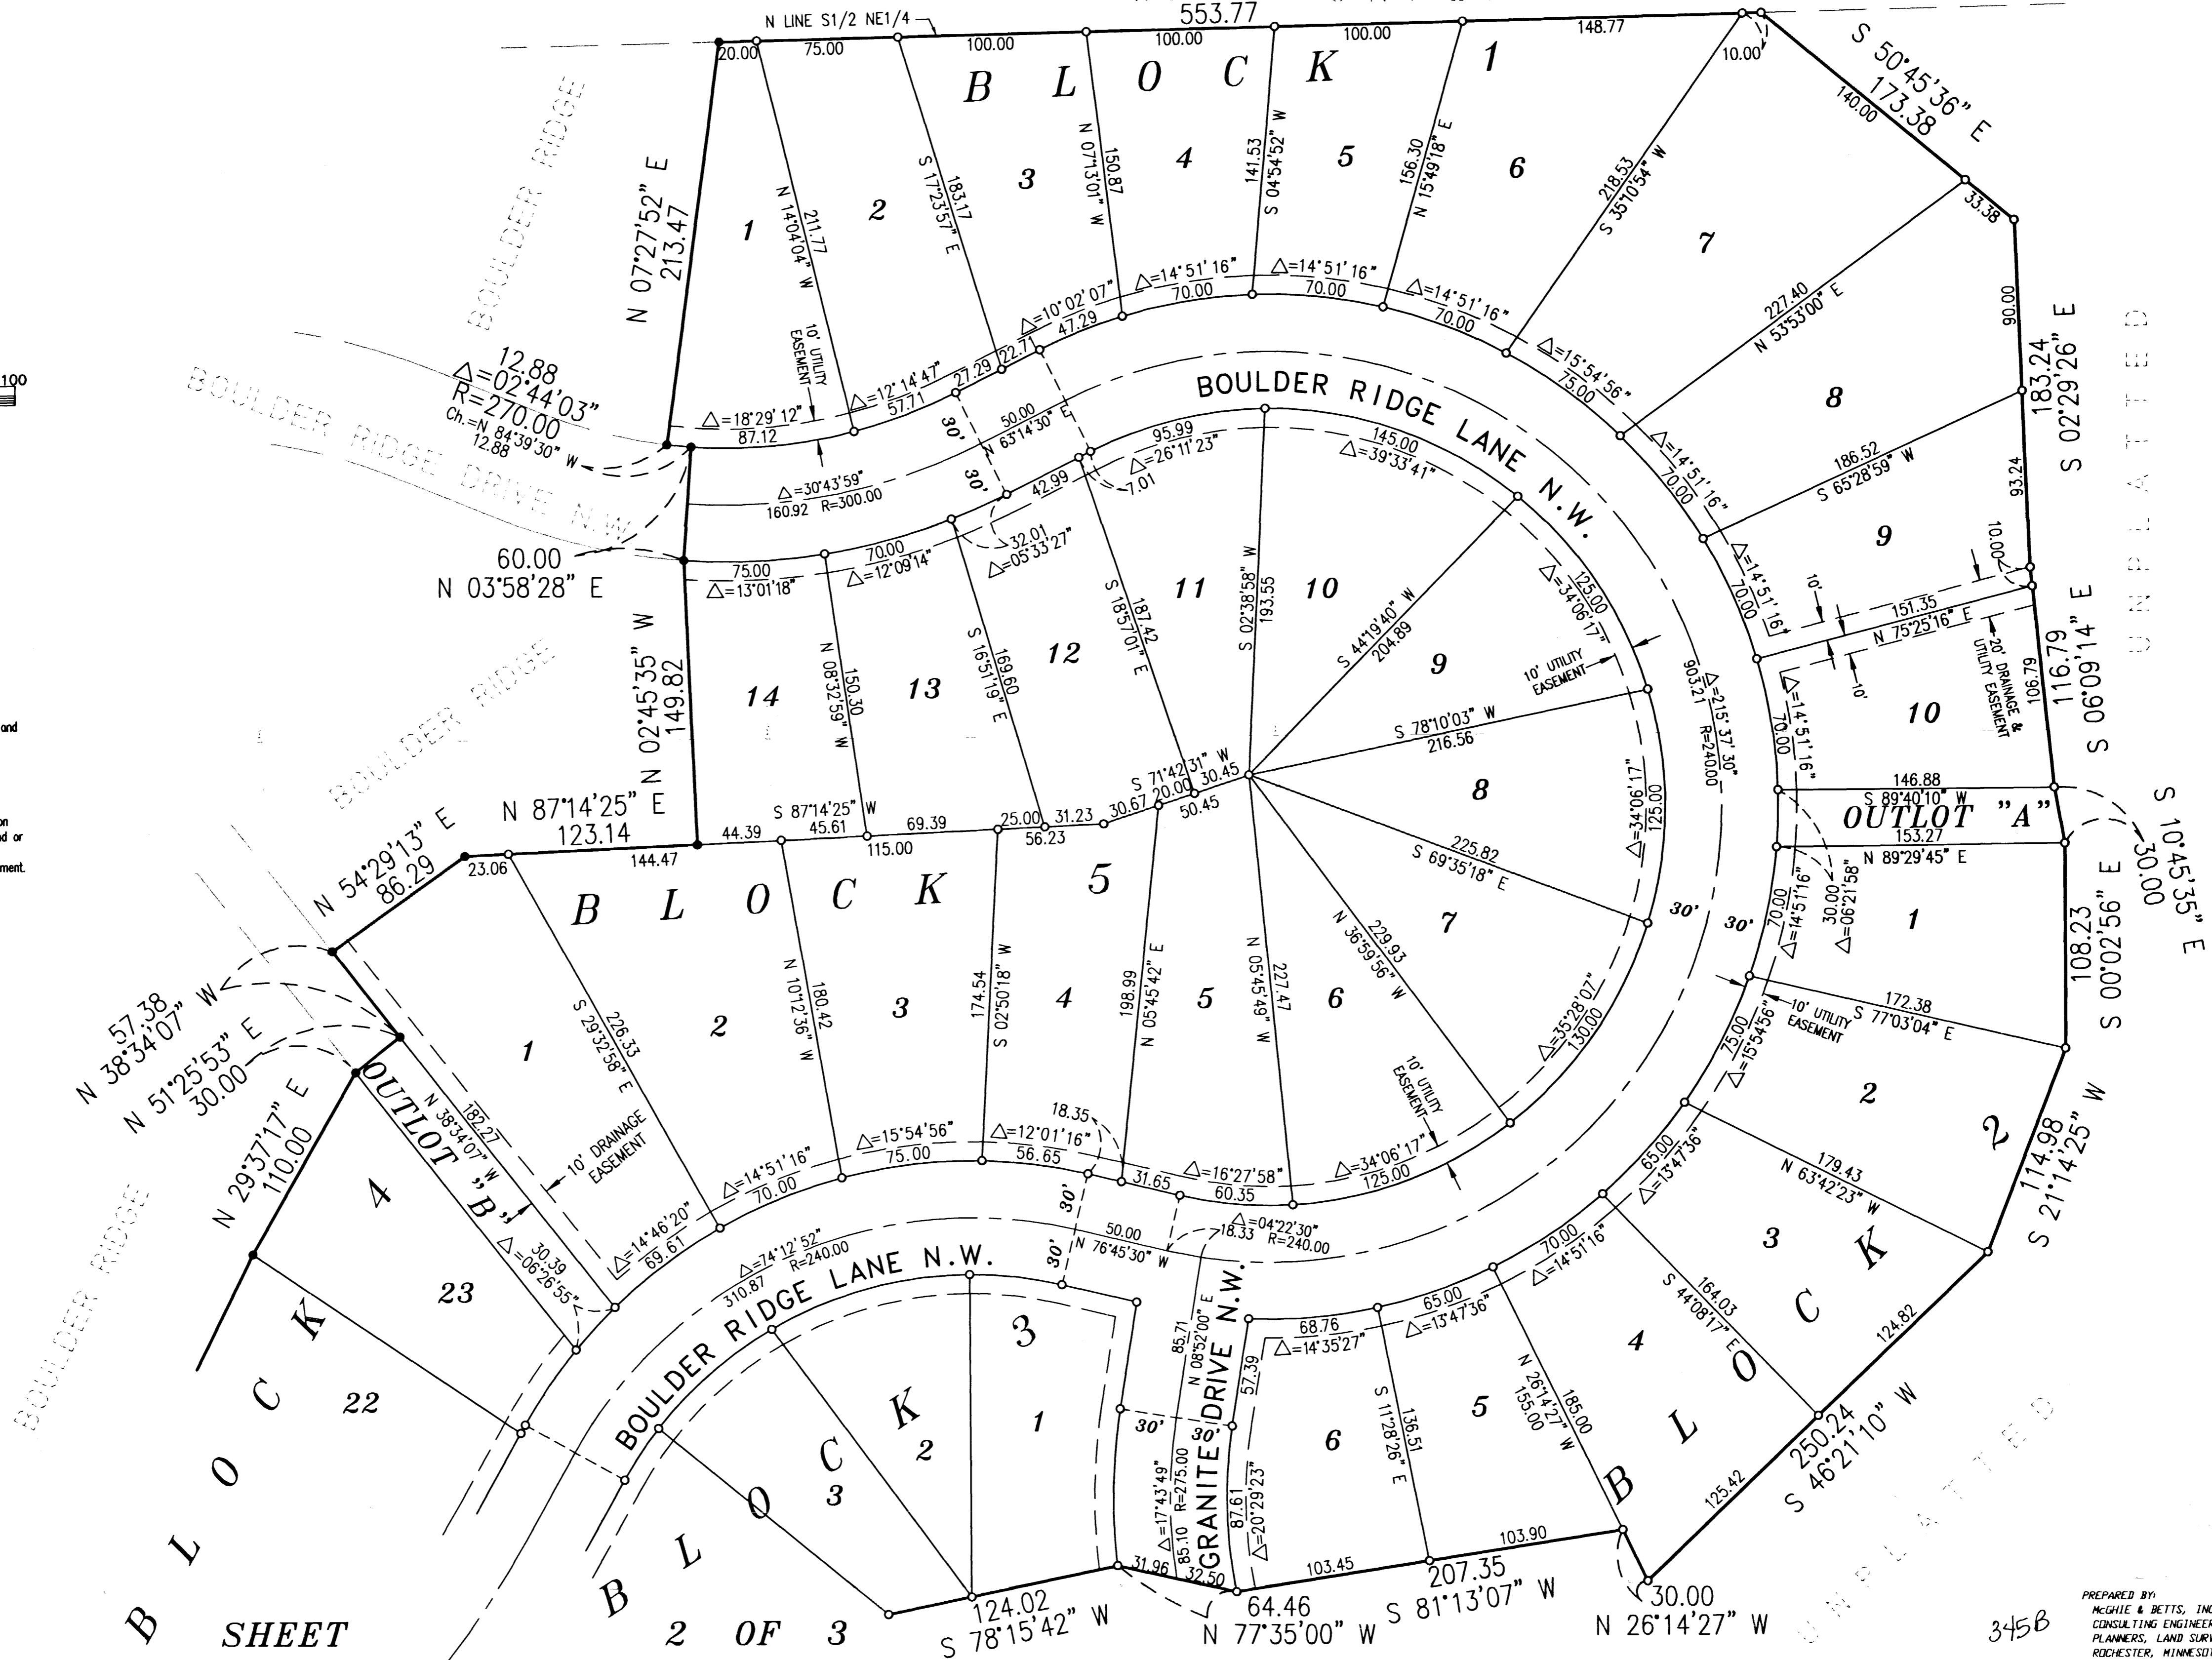 N LINE S1/2 NE1/4
553.77
20.00
75.00
100.00
100.00
100.00
148.77
10.00
BLOCK 1
S 50°45'36" E
173.38
140.00
33.38
BOULDER RIDGE
N 07°27'52" E
213.47
1
N 14°04'04" W
211.77
2
S 17°23'57" E
183.17
3
N 07°13'01" W
150.87
4
141.53
S 04°54'52" W
5
156.30
N 15°49'18" E
6
218.53
S 35°10'54" W
7
227.40
N 53°53'00" E
8
186.52
S 65°28'59" W
9
90.00
183.24
S 02°29'26" E
93.24
10.00
UNPLATTED
100
12.88
△=02°44'03"
R=270.00
Ch.=N 84°39'30" W
12.88
BOULDER RIDGE DRIVE N.W.
60.00
N 03°58'28" E
10' UTILITY
EASEMENT
△=18°29'12"
87.12
△=12°14'47"
57.71
27.29
22.71
△=10°02'07"
47.29
△=14°51'16"
70.00
△=14°51'16"
70.00
△=14°51'16"
70.00
△=15°54'56"
75.00
△=14°51'16"
70.00
△=14°51'16"
70.00
30'
50.00
N 63°14'30" E
30'
BOULDER RIDGE LANE N.W.
△=30°43'59"
160.92 R=300.00
42.99
7.01
95.99
△=26°11'23"
145.00
△=39°33'41"
75.00
△=13°01'18"
70.00
△=12°09'14"
32.01
△=05°33'27"
BOULDER RIDGE
N 02°45'35" W
149.82
14
N 08°32'59" W
150.30
13
S 16°51'19" E
169.60
12
S 18°57'01" E
187.42
11
S 02°38'58" W
193.55
10
S 44°19'40" W
204.89
9
125.00
△=34°06'17"
10' UTILITY
EASEMENT
S 78°10'03" W
216.56
8
△=34°06'17"
125.00
225.82
S 69°35'18" E
7
△=215°37'30"
903.21 R=240.00
10'
151.35
N 75°25'16" E
10'
20' DRAINAGE &
UTILITY EASEMENT
106.79
116.79
S 06°09'14" E
10
70.00
△=14°51'16"
146.88
S 89°40'10" W
OUTLOT "A"
153.27
N 89°29'45" E
30.00
△=06°21'58"
S 10°45'35" E
30.00
and
on
d or
ment.
N 54°29'13" E
86.29
N 87°14'25" E
123.14
23.06
144.47
44.39
S 87°14'25" W
45.61
69.39
115.00
25.00
31.23
56.23
30.67
20.00
S 71°42'31" W
30.45
50.45
BLOCK 5
1
S 29°32'58" E
226.33
2
N 10°12'36" W
180.42
3
174.54
S 02°50'18" W
4
198.99
N 05°45'42" E
5
N 05°45'49" W
227.47
6
N 36°59'56" W
229.93
△=35°28'07"
130.00
30'
30'
70.00
△=14°51'16"
1
108.23
S 00°02'56" E
172.38
S 77°03'04" E
10' UTILITY
EASEMENT
75.00
△=15°54'56"
2
114.98
S 21°14'25" W
65.00
△=13°47'36"
179.43
N 63°42'23" W
3
BLOCK 2
57.38
N 38°34'07" W
N 51°25'53" E
30.00
N 29°37'17" E
110.00
OUTLOT "B"
182.27
N 38°34'07" W
10' DRAINAGE
EASEMENT
30.39
△=06°26'55"
△=14°46'20"
69.61
△=14°51'16"
70.00
△=15°54'56"
75.00
18.35
△=12°01'16"
56.65
31.65
△=16°27'58"
60.35
△=34°06'17"
125.00
10' UTILITY
EASEMENT
30'
50.00
N 76°45'30" W
30'
△=04°22'30"
18.33 R=240.00
△=74°12'52"
310.87 R=240.00
BOULDER RIDGE LANE N.W.
70.00
△=14°51'16"
65.00
△=13°47'36"
68.76
△=14°35'27"
164.03
S 44°08'17" E
124.82
4
N 26°14'27" W
155.00
185.00
5
S 11°28'26" E
136.51
6
57.39
85.71
N 08°52'00" E
GRANITE DRIVE N.W.
30'
30'
△=17°43'49"
85.10 R=275.00
87.61
△=20°29'23"
BOULDER RIDGE
BLOCK 4
23
22
BLOCK 3
1
2
3
31.96
32.50
103.45
103.90
207.35
S 81°13'07" W
64.46
N 77°35'00" W
124.02
S 78°15'42" W
30.00
N 26°14'27" W
125.42
250.24
S 46°21'10" W
UNPLATTED
SHEET 2 OF 3
345B
PREPARED BY:
McGHIE & BETTS, INC
CONSULTING ENGINEER
PLANNERS, LAND SURV
ROCHESTER, MINNESOT